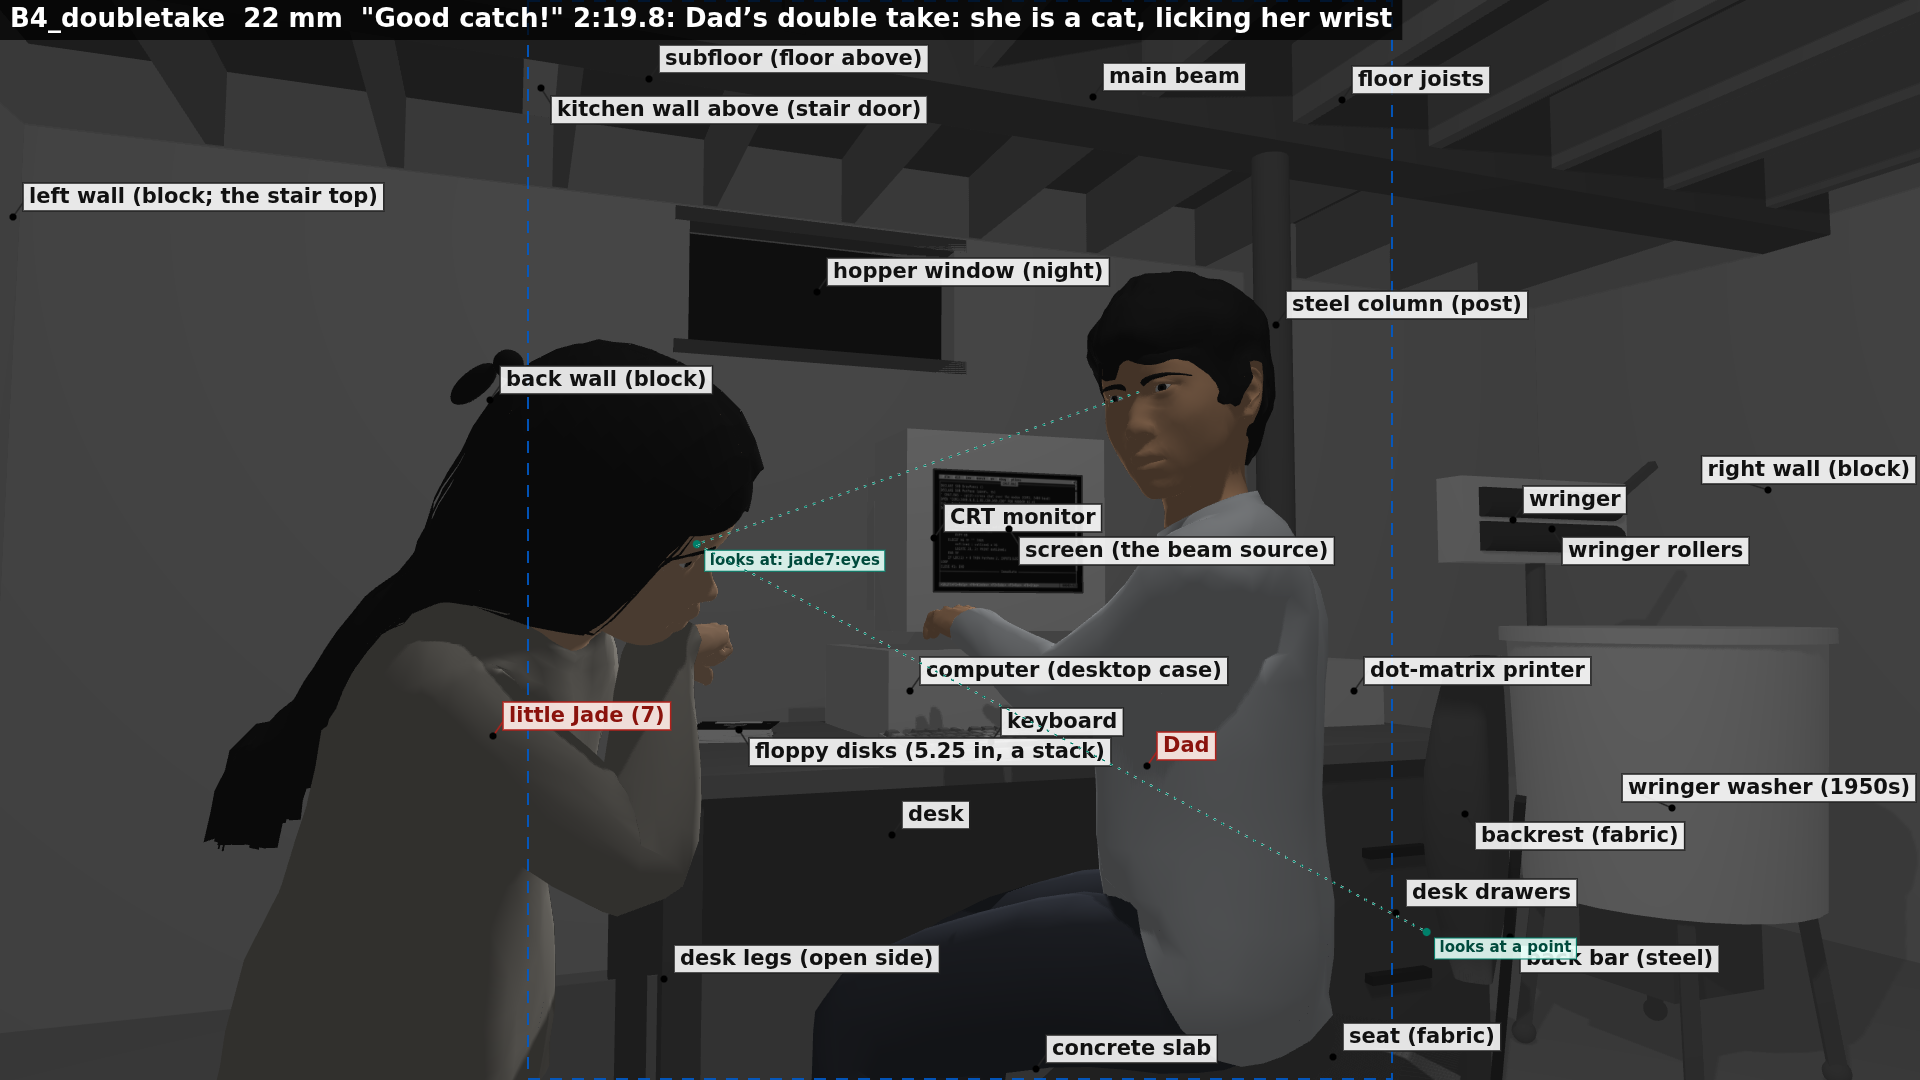 B4_doubletake 22 mm "Good catch!" 2:19.8: Dad’s double take: she is a cat, licking her wrist
subfloor (floor above)
main beam
floor joists
kitchen wall above (stair door)
left wall (block; the stair top)
hopper window (night)
steel column (post)
back wall (block)
right wall (block)
wringer
CRT monitor
screen (the beam source)
wringer rollers
looks at: jade7:eyes
computer (desktop case)
dot-matrix printer
little Jade (7)
keyboard
floppy disks (5.25 in, a stack)
Dad
wringer washer (1950s)
desk
backrest (fabric)
desk drawers
looks at a point
desk legs (open side)
back bar (steel)
seat (fabric)
concrete slab